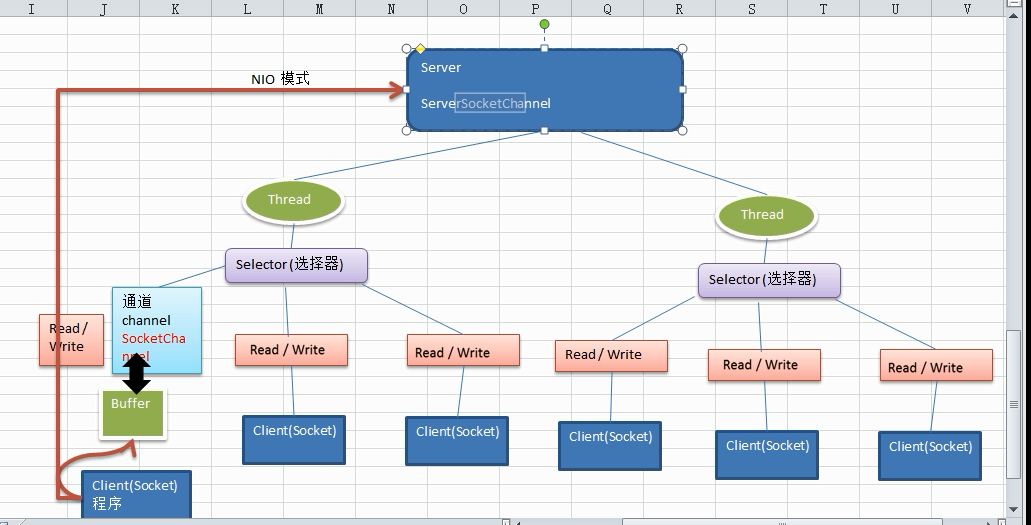 I J K L M N O P Q R S T U V
NIO 模式
Server
ServerSocketChannel
Thread
Thread
Selector(选择器)
Selector(选择器)
通道
channel
SocketCha
nnel
Read /
Write
Read / Write
Read / Write
Read / Write
Read / Write
Read / Write
Buffer
Client(Socket)
Client(Socket)
Client(Socket)
Client(Socket)
Client(Socket)
Client(Socket)
程序